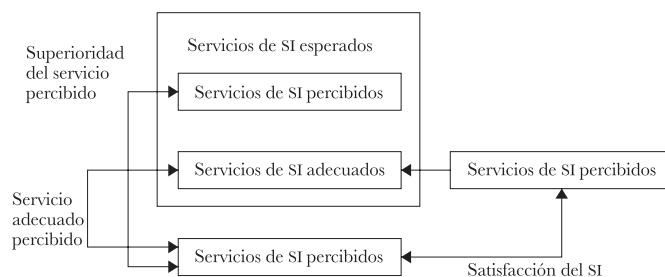 Servicios de SI esperados
Superioridad
del servicio
percibido
Servicios de SI percibidos
Servicios de SI adecuados
Servicios de SI percibidos
Servicio
adecuado
percibido
Servicios de SI percibidos
Satisfacción del SI